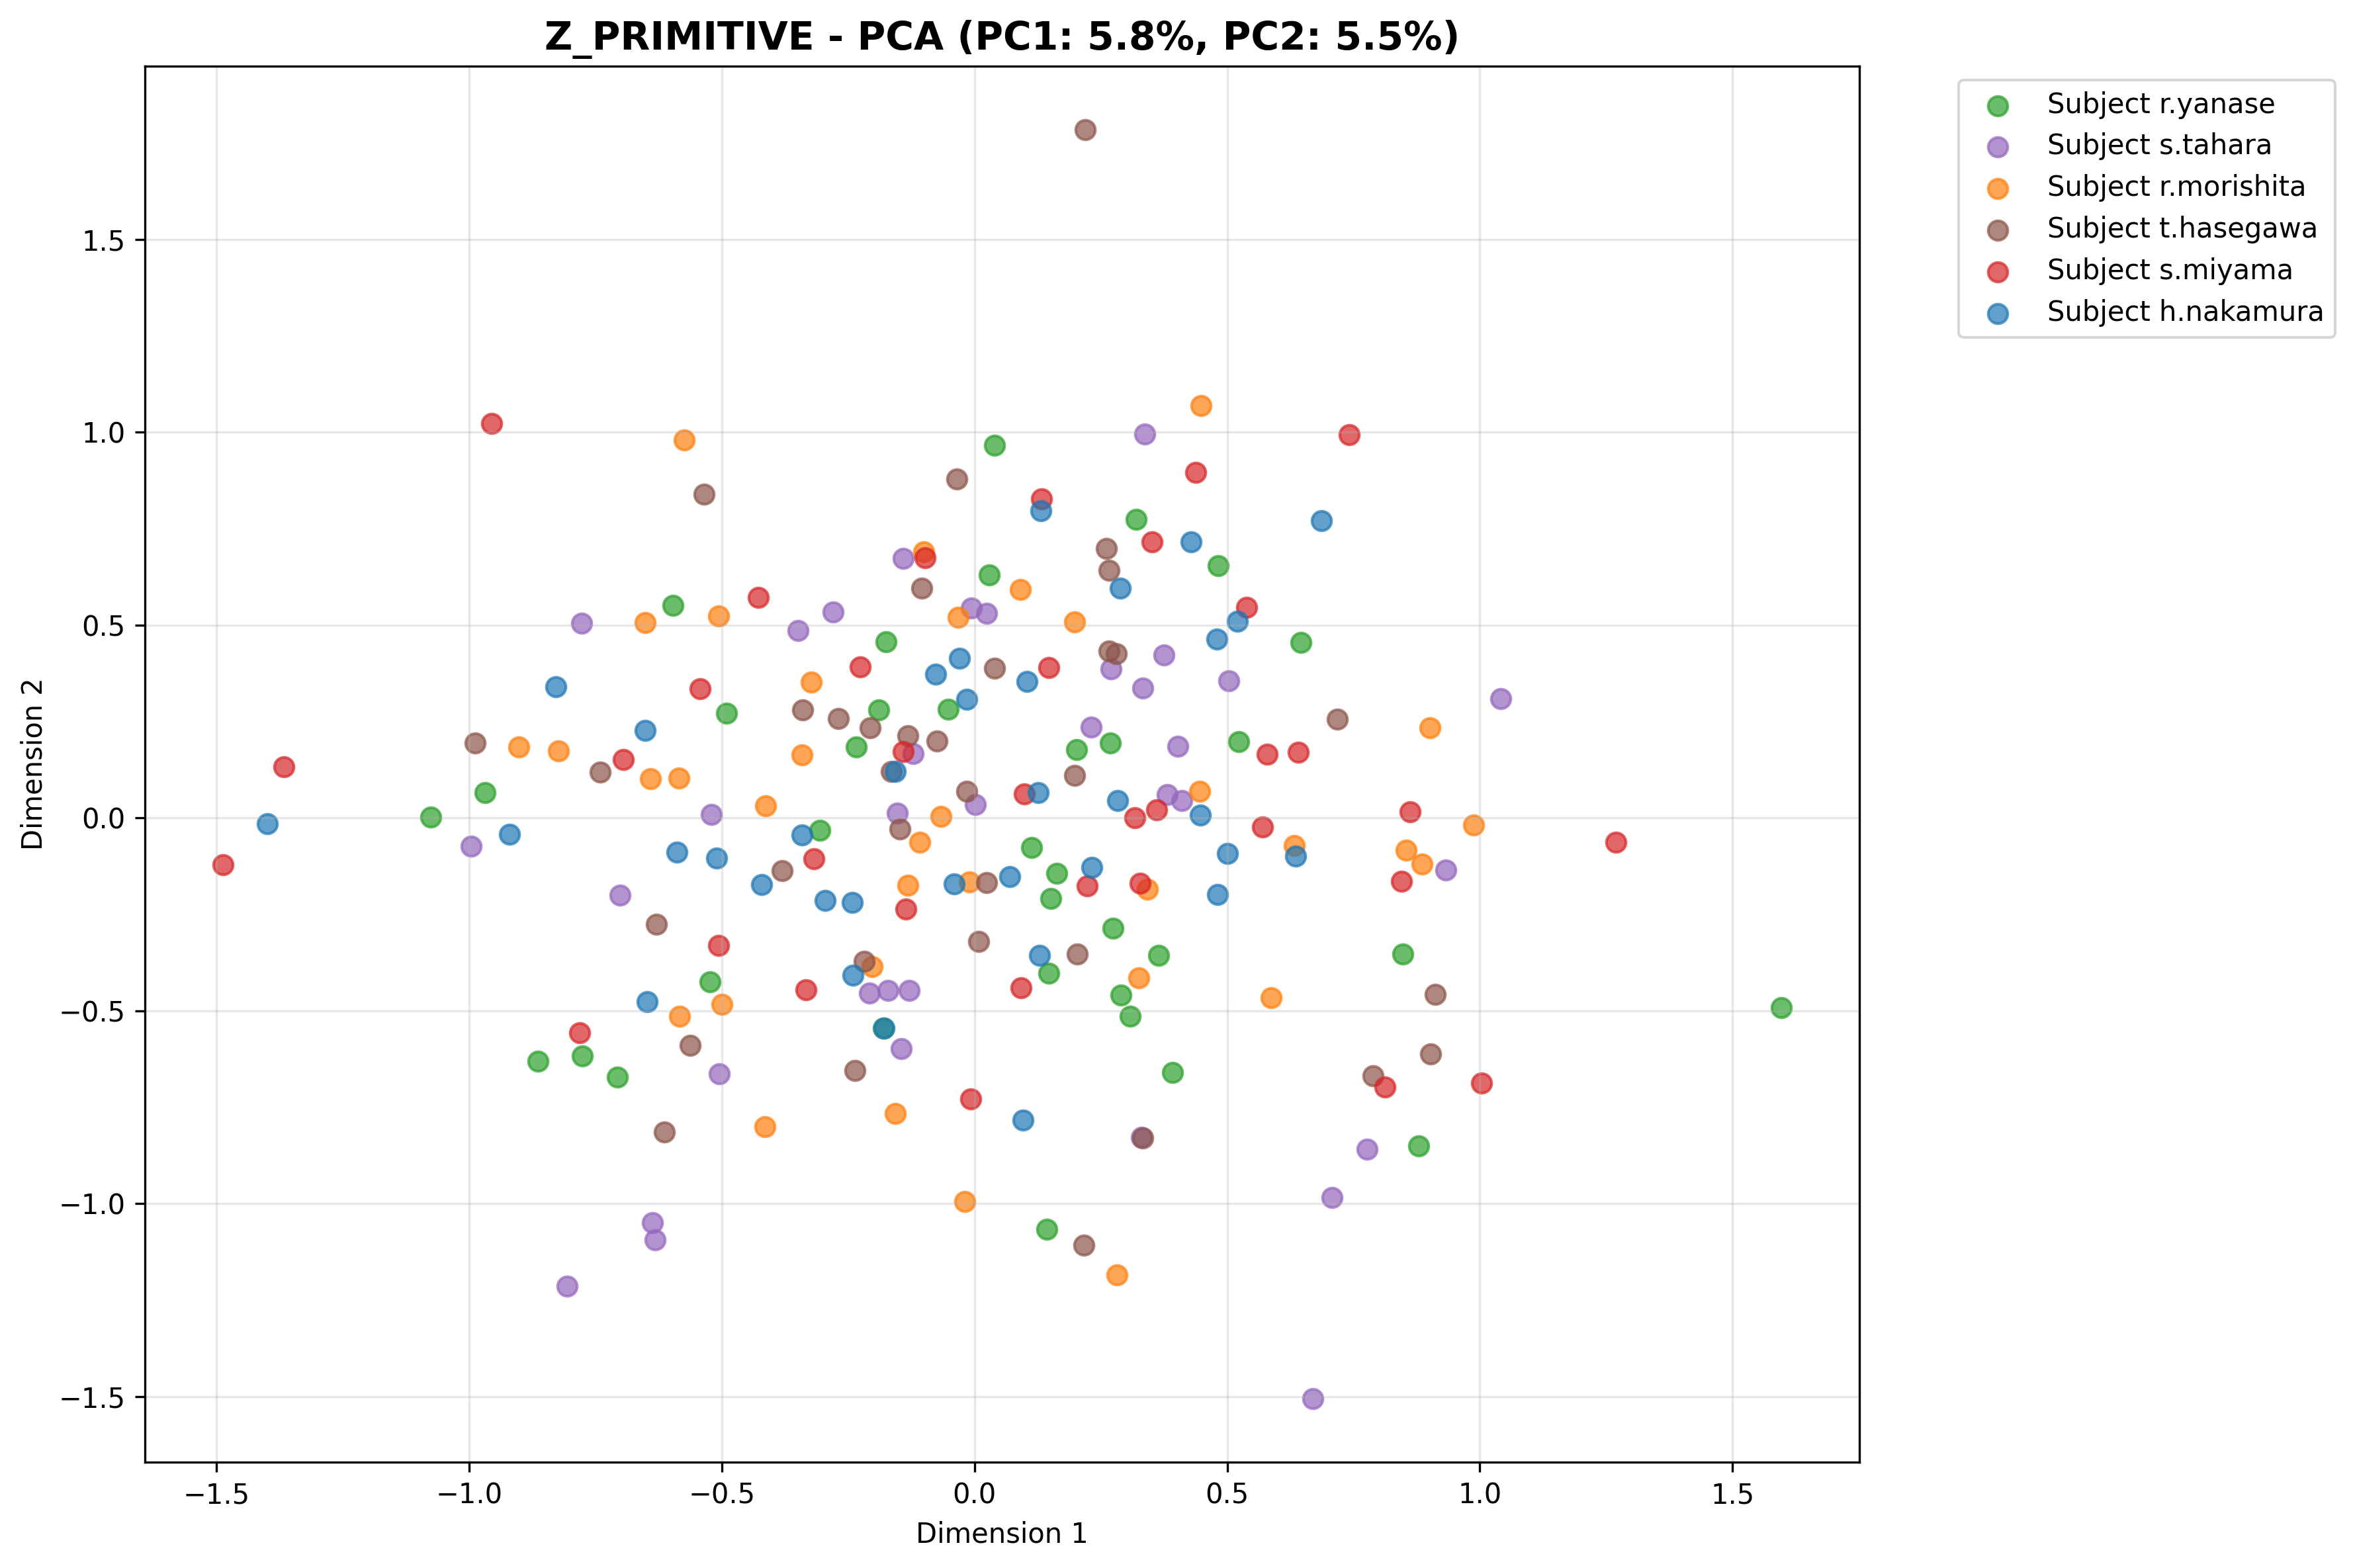 Z_PRIMITIVE - PCA (PC1: 5.8%, PC2: 5.5%)
Subject r.yanase
Subject s.tahara
Subject r.morishita
Subject t.hasegawa
Subject s.miyama
Subject h.nakamura
Dimension 2
1.5
1.0
0.5
0.0
−0.5
−1.0
−1.5
−1.5
−1.0
−0.5
0.0
0.5
1.0
1.5
Dimension 1